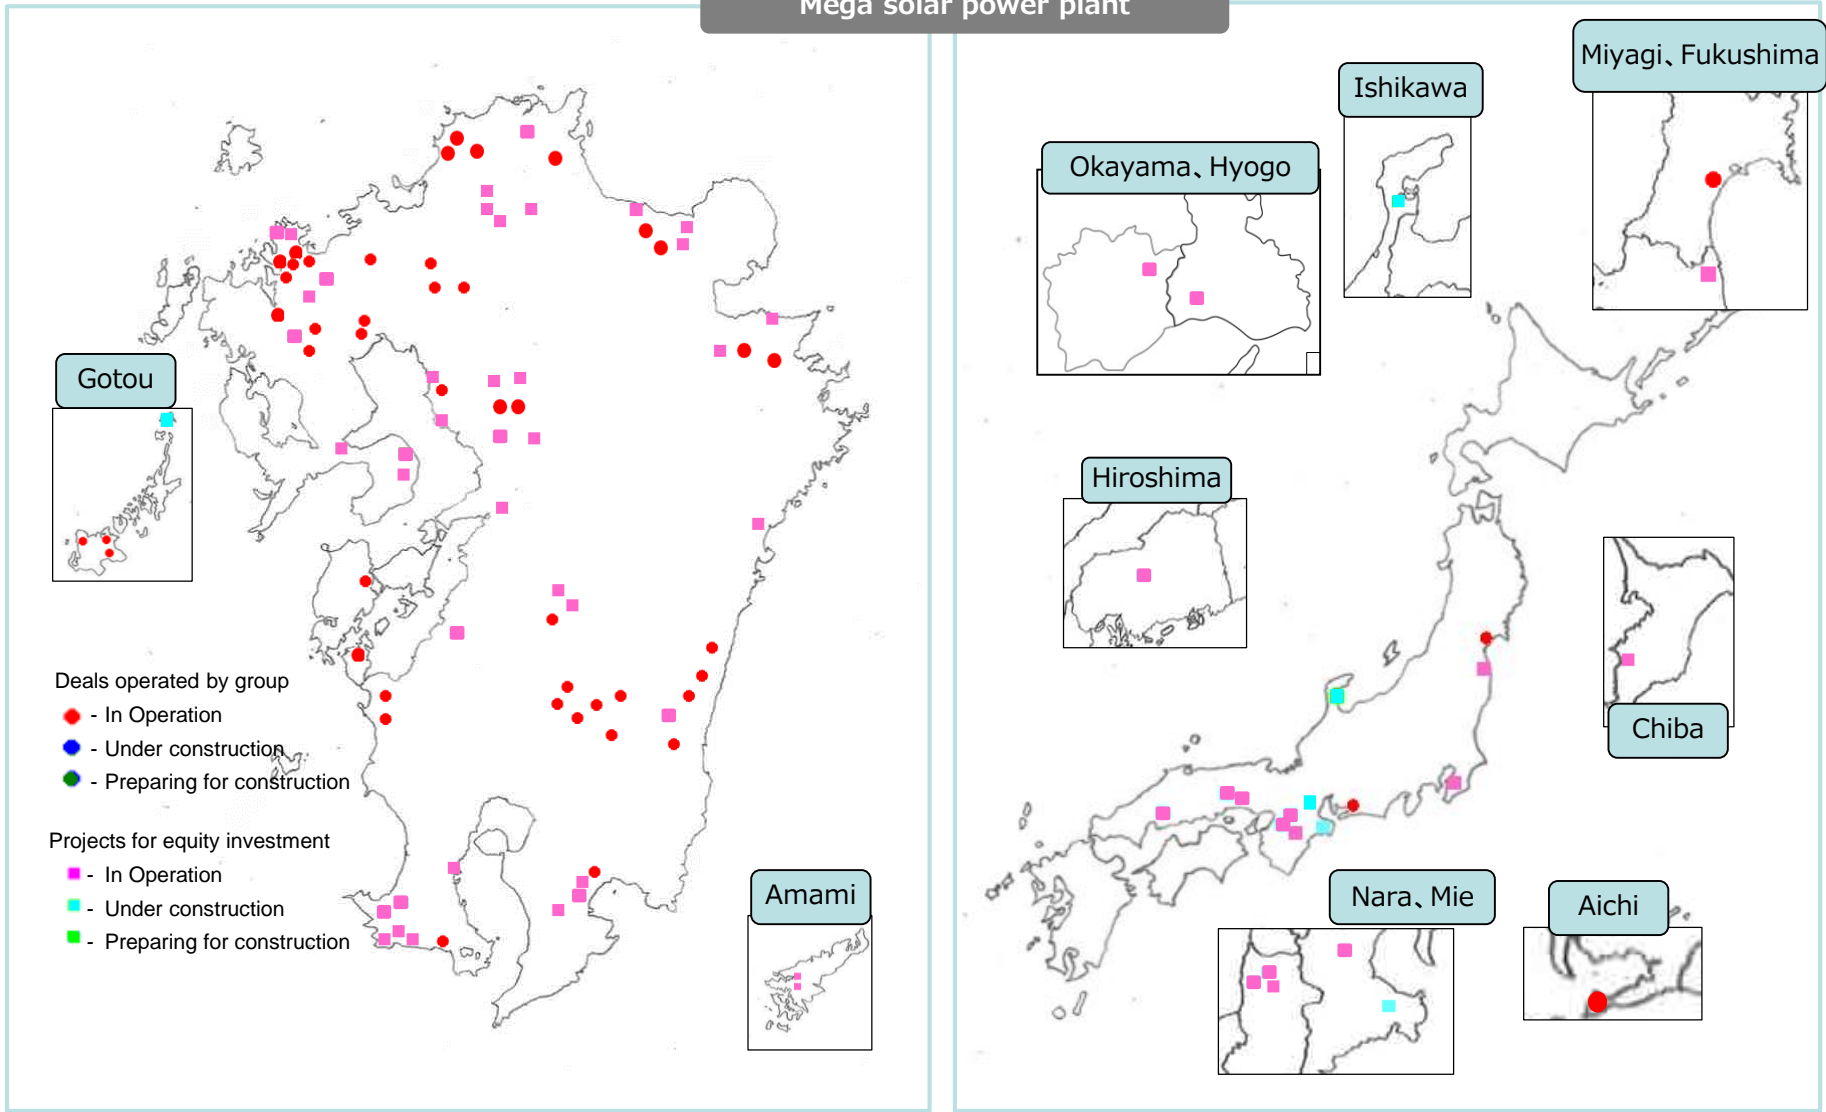 Mega solar power plant
Gotou
Deals operated by group
- In Operation
- Under construction
- Preparing for construction
Projects for equity investment
- In Operation
- Under construction
- Preparing for construction
Amami
Miyagi、Fukushima
Ishikawa
Okayama、Hyogo
Hiroshima
Chiba
Nara、Mie
Aichi